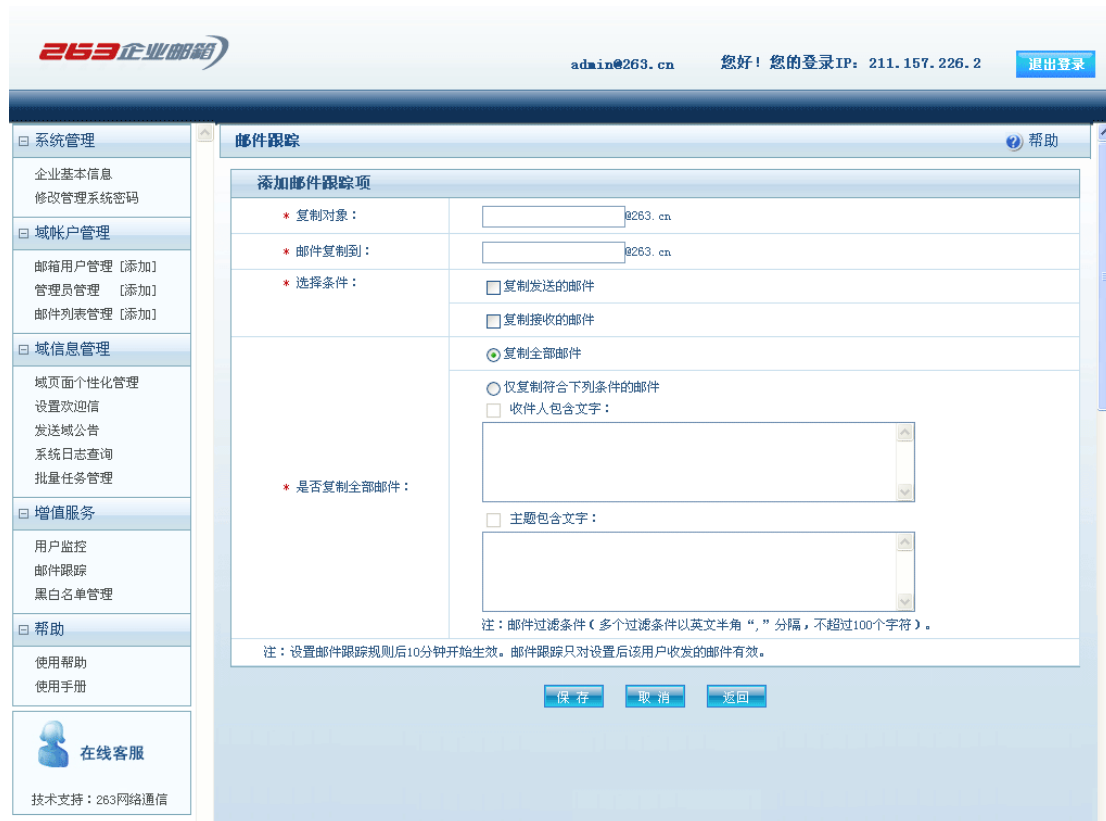 263企业邮箱
admin@263.cn 您好! 您的登录IP: 211.157.226.2 退出登录
系统管理
企业基本信息
修改管理系统密码
域帐户管理
邮箱用户管理 [添加]
管理员管理 [添加]
邮件列表管理 [添加]
域信息管理
域页面个性化管理
设置欢迎信
发送域公告
系统日志查询
批量任务管理
增值服务
用户监控
邮件跟踪
黑白名单管理
帮助
使用帮助
使用手册
在线客服
技术支持：263网络通信
邮件跟踪 帮助
添加邮件跟踪项
* 复制对象： @263.cn
* 邮件复制到： @263.cn
* 选择条件： 复制发送的邮件
复制接收的邮件
复制全部邮件
仅复制符合下列条件的邮件
收件人包含文字：
* 是否复制全部邮件：
主题包含文字：
注：邮件过滤条件（多个过滤条件以英文半角“,”分隔，不超过100个字符）。
注：设置邮件跟踪规则后10分钟开始生效。邮件跟踪只对设置后该用户收发的邮件有效。
保存 取消 返回